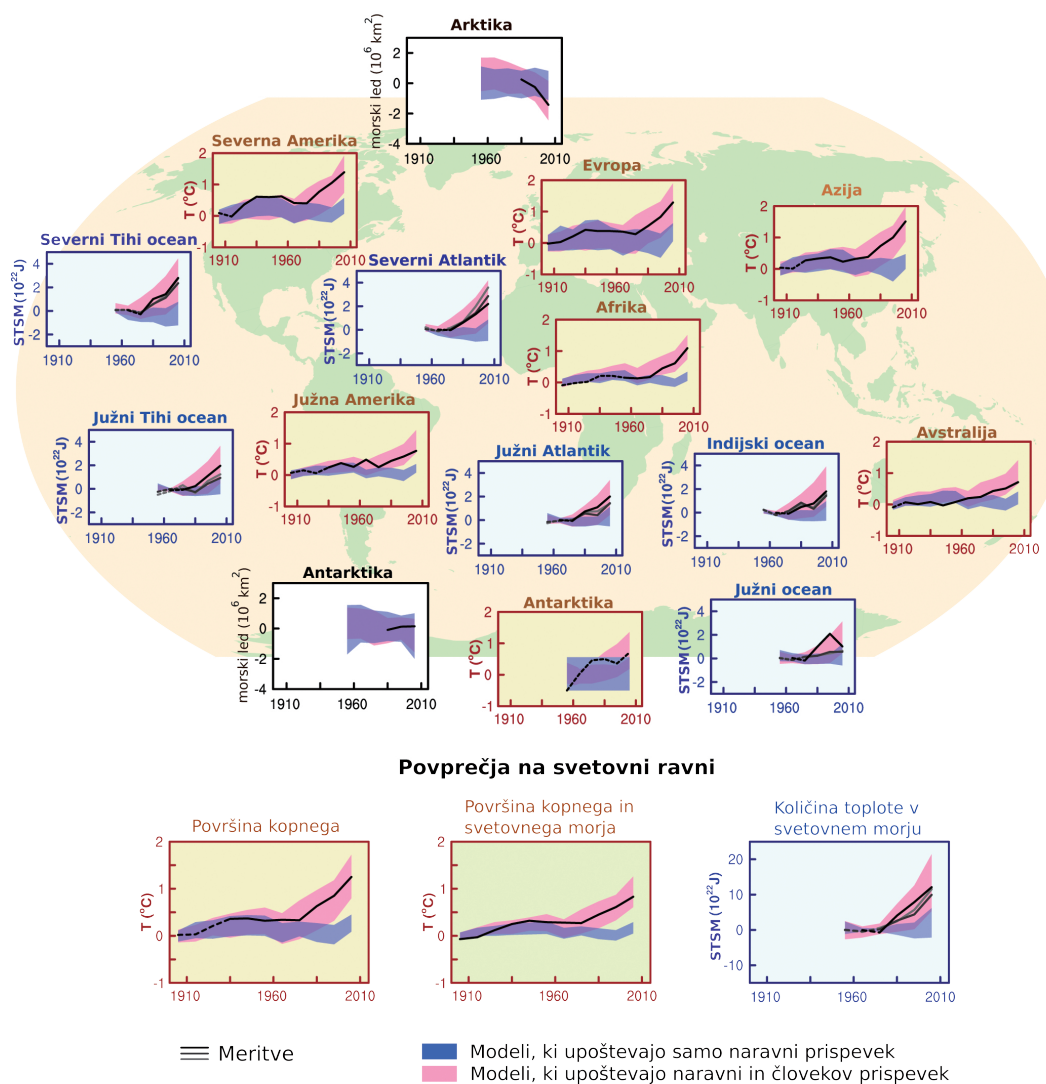 Arktika
morski led (10⁶ km²)
2
0
-2
-4
1910 1960 2010
Severna Amerika
T (°C)
2
1
0
-1
1910 1960 2010
Evropa
T (°C)
2
1
0
-1
1910 1960 2010
Azija
T (°C)
2
1
0
-1
1910 1960 2010
Severni Tihi ocean
STSM (10²²J)
4
2
0
-2
1910 1960 2010
Severni Atlantik
STSM (10²²J)
4
2
0
-2
1910 1960 2010
Afrika
T (°C)
2
1
0
-1
1910 1960 2010
Južni Tihi ocean
STSM (10²²J)
4
2
0
-2
1910 1960 2010
Južna Amerika
T (°C)
2
1
0
-1
1910 1960 2010
Južni Atlantik
STSM (10²²J)
4
2
0
-2
1910 1960 2010
Indijski ocean
STSM (10²²J)
4
2
0
-2
1910 1960 2010
Avstralija
T (°C)
2
1
0
-1
1910 1960 2010
Antarktika
morski led (10⁶ km²)
2
0
-2
-4
1910 1960 2010
Antarktika
T (°C)
2
1
0
-1
1910 1960 2010
Južni ocean
STSM (10²²J)
4
2
0
-2
1910 1960 2010
Povprečja na svetovni ravni
Površina kopnega
T (°C)
2
1
0
-1
1910 1960 2010
Površina kopnega in
svetovnega morja
T (°C)
2
1
0
-1
1910 1960 2010
Količina toplote v
svetovnem morju
STSM (10²²J)
20
10
0
-10
1910 1960 2010
Meritve
Modeli, ki upoštevajo samo naravni prispevek
Modeli, ki upoštevajo naravni in človekov prispevek